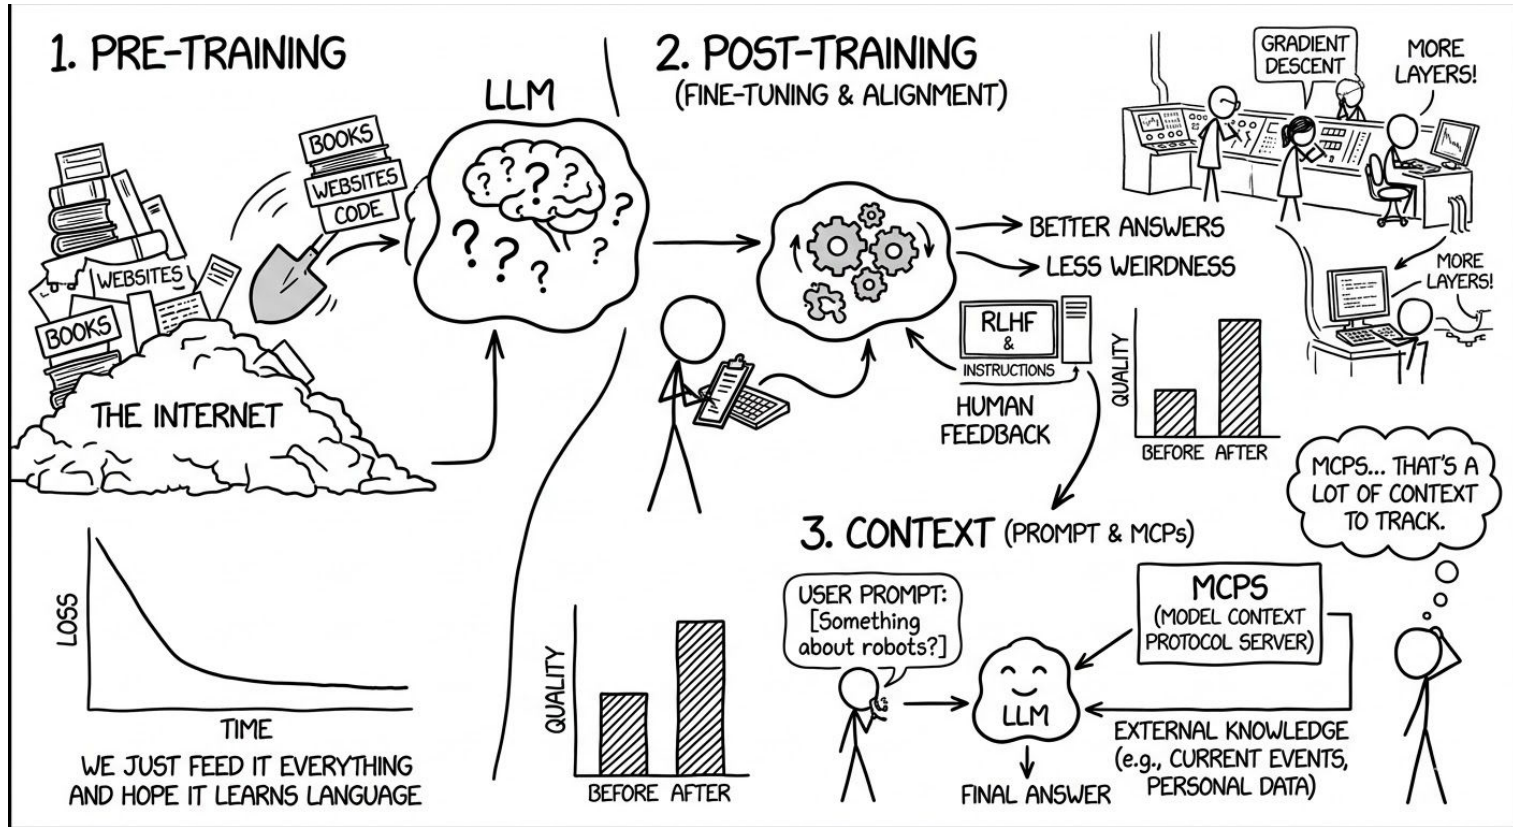 1. PRE-TRAINING
LLM
BOOKS
WEBSITES
CODE
WEBSITES
BOOKS
THE INTERNET
LOSS
TIME
WE JUST FEED IT EVERYTHING
AND HOPE IT LEARNS LANGUAGE
2. POST-TRAINING
(FINE-TUNING & ALIGNMENT)
GRADIENT
DESCENT
MORE
LAYERS!
BETTER ANSWERS
LESS WEIRDNESS
MORE
LAYERS!
RLHF
&
INSTRUCTIONS
HUMAN
FEEDBACK
QUALITY
BEFORE AFTER
QUALITY
BEFORE AFTER
3. CONTEXT (PROMPT & MCPs)
MCPS... THAT'S A
LOT OF CONTEXT
TO TRACK.
USER PROMPT:
[Something
about robots?]
MCPS
(MODEL CONTEXT
PROTOCOL SERVER)
LLM
EXTERNAL KNOWLEDGE
(e.g., CURRENT EVENTS,
PERSONAL DATA)
FINAL ANSWER